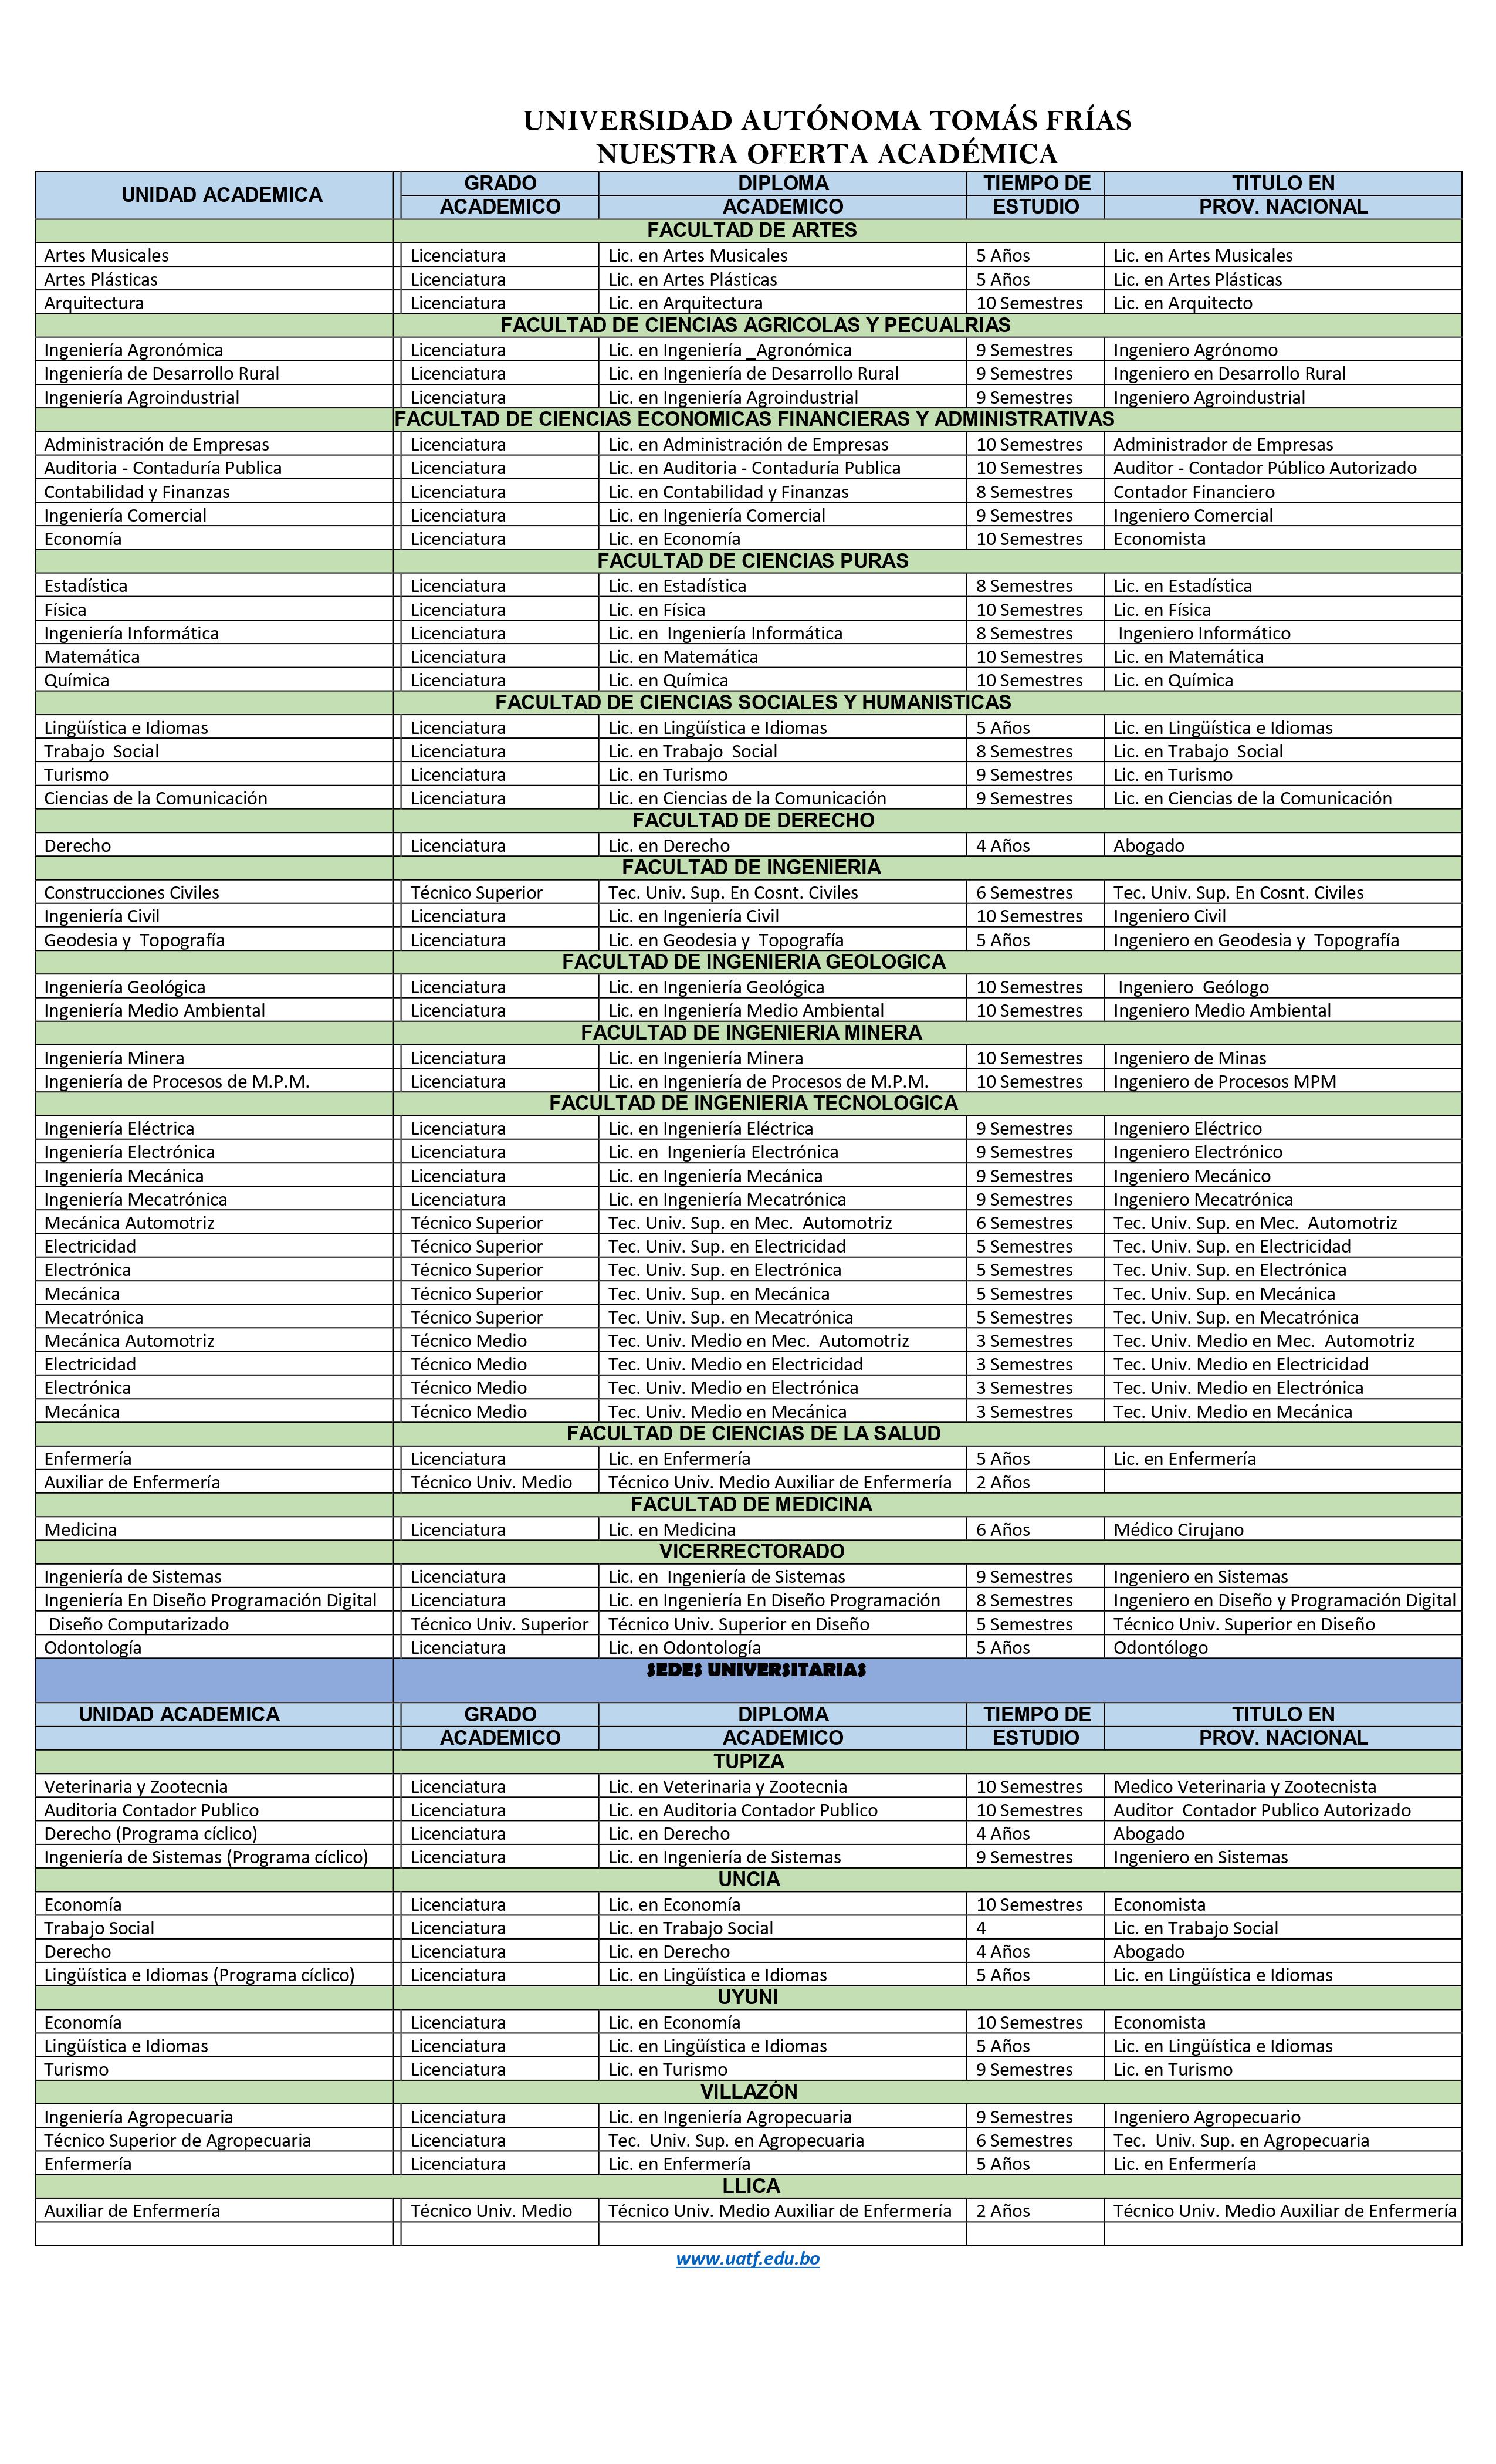 UNIVERSIDAD AUTÓNOMA TOMÁS FRÍAS
NUESTRA OFERTA ACADÉMICA
UNIDAD ACADEMICA GRADO ACADEMICO DIPLOMA ACADEMICO TIEMPO DE ESTUDIO TITULO EN PROV. NACIONAL
FACULTAD DE ARTES
Artes Musicales Licenciatura Lic. en Artes Musicales 5 Años Lic. en Artes Musicales
Artes Plásticas Licenciatura Lic. en Artes Plásticas 5 Años Lic. en Artes Plásticas
Arquitectura Licenciatura Lic. en Arquitectura 10 Semestres Lic. en Arquitecto
FACULTAD DE CIENCIAS AGRICOLAS Y PECUALRIAS
Ingeniería Agronómica Licenciatura Lic. en Ingeniería _Agronómica 9 Semestres Ingeniero Agrónomo
Ingeniería de Desarrollo Rural Licenciatura Lic. en Ingeniería de Desarrollo Rural 9 Semestres Ingeniero en Desarrollo Rural
Ingeniería Agroindustrial Licenciatura Lic. en Ingeniería Agroindustrial 9 Semestres Ingeniero Agroindustrial
FACULTAD DE CIENCIAS ECONOMICAS FINANCIERAS Y ADMINISTRATIVAS
Administración de Empresas Licenciatura Lic. en Administración de Empresas 10 Semestres Administrador de Empresas
Auditoria - Contaduría Publica Licenciatura Lic. en Auditoria - Contaduría Publica 10 Semestres Auditor - Contador Público Autorizado
Contabilidad y Finanzas Licenciatura Lic. en Contabilidad y Finanzas 8 Semestres Contador Financiero
Ingeniería Comercial Licenciatura Lic. en Ingeniería Comercial 9 Semestres Ingeniero Comercial
Economía Licenciatura Lic. en Economía 10 Semestres Economista
FACULTAD DE CIENCIAS PURAS
Estadística Licenciatura Lic. en Estadística 8 Semestres Lic. en Estadística
Física Licenciatura Lic. en Física 10 Semestres Lic. en Física
Ingeniería Informática Licenciatura Lic. en Ingeniería Informática 8 Semestres Ingeniero Informático
Matemática Licenciatura Lic. en Matemática 10 Semestres Lic. en Matemática
Química Licenciatura Lic. en Química 10 Semestres Lic. en Química
FACULTAD DE CIENCIAS SOCIALES Y HUMANISTICAS
Lingüística e Idiomas Licenciatura Lic. en Lingüística e Idiomas 5 Años Lic. en Lingüística e Idiomas
Trabajo Social Licenciatura Lic. en Trabajo Social 8 Semestres Lic. en Trabajo Social
Turismo Licenciatura Lic. en Turismo 9 Semestres Lic. en Turismo
Ciencias de la Comunicación Licenciatura Lic. en Ciencias de la Comunicación 9 Semestres Lic. en Ciencias de la Comunicación
FACULTAD DE DERECHO
Derecho Licenciatura Lic. en Derecho 4 Años Abogado
FACULTAD DE INGENIERIA
Construcciones Civiles Técnico Superior Tec. Univ. Sup. En Cosnt. Civiles 6 Semestres Tec. Univ. Sup. En Cosnt. Civiles
Ingeniería Civil Licenciatura Lic. en Ingeniería Civil 10 Semestres Ingeniero Civil
Geodesia y Topografía Licenciatura Lic. en Geodesia y Topografía 5 Años Ingeniero en Geodesia y Topografía
FACULTAD DE INGENIERIA GEOLOGICA
Ingeniería Geológica Licenciatura Lic. en Ingeniería Geológica 10 Semestres Ingeniero Geólogo
Ingeniería Medio Ambiental Licenciatura Lic. en Ingeniería Medio Ambiental 10 Semestres Ingeniero Medio Ambiental
FACULTAD DE INGENIERIA MINERA
Ingeniería Minera Licenciatura Lic. en Ingeniería Minera 10 Semestres Ingeniero de Minas
Ingeniería de Procesos de M.P.M. Licenciatura Lic. en Ingeniería de Procesos de M.P.M. 10 Semestres Ingeniero de Procesos MPM
FACULTAD DE INGENIERIA TECNOLOGICA
Ingeniería Eléctrica Licenciatura Lic. en Ingeniería Eléctrica 9 Semestres Ingeniero Eléctrico
Ingeniería Electrónica Licenciatura Lic. en Ingeniería Electrónica 9 Semestres Ingeniero Electrónico
Ingeniería Mecánica Licenciatura Lic. en Ingeniería Mecánica 9 Semestres Ingeniero Mecánico
Ingeniería Mecatrónica Licenciatura Lic. en Ingeniería Mecatrónica 9 Semestres Ingeniero Mecatrónica
Mecánica Automotriz Técnico Superior Tec. Univ. Sup. en Mec. Automotriz 6 Semestres Tec. Univ. Sup. en Mec. Automotriz
Electricidad Técnico Superior Tec. Univ. Sup. en Electricidad 5 Semestres Tec. Univ. Sup. en Electricidad
Electrónica Técnico Superior Tec. Univ. Sup. en Electrónica 5 Semestres Tec. Univ. Sup. en Electrónica
Mecánica Técnico Superior Tec. Univ. Sup. en Mecánica 5 Semestres Tec. Univ. Sup. en Mecánica
Mecatrónica Técnico Superior Tec. Univ. Sup. en Mecatrónica 5 Semestres Tec. Univ. Sup. en Mecatrónica
Mecánica Automotriz Técnico Medio Tec. Univ. Medio en Mec. Automotriz 3 Semestres Tec. Univ. Medio en Mec. Automotriz
Electricidad Técnico Medio Tec. Univ. Medio en Electricidad 3 Semestres Tec. Univ. Medio en Electricidad
Electrónica Técnico Medio Tec. Univ. Medio en Electrónica 3 Semestres Tec. Univ. Medio en Electrónica
Mecánica Técnico Medio Tec. Univ. Medio en Mecánica 3 Semestres Tec. Univ. Medio en Mecánica
FACULTAD DE CIENCIAS DE LA SALUD
Enfermería Licenciatura Lic. en Enfermería 5 Años Lic. en Enfermería
Auxiliar de Enfermería Técnico Univ. Medio Técnico Univ. Medio Auxiliar de Enfermería 2 Años
FACULTAD DE MEDICINA
Medicina Licenciatura Lic. en Medicina 6 Años Médico Cirujano
VICERRECTORADO
Ingeniería de Sistemas Licenciatura Lic. en Ingeniería de Sistemas 9 Semestres Ingeniero en Sistemas
Ingeniería En Diseño Programación Digital Licenciatura Lic. en Ingeniería En Diseño Programación 8 Semestres Ingeniero en Diseño y Programación Digital
Diseño Computarizado Técnico Univ. Superior Técnico Univ. Superior en Diseño 5 Semestres Técnico Univ. Superior en Diseño
Odontología Licenciatura Lic. en Odontología 5 Años Odontólogo
SEDES UNIVERSITARIAS
UNIDAD ACADEMICA GRADO ACADEMICO DIPLOMA ACADEMICO TIEMPO DE ESTUDIO TITULO EN PROV. NACIONAL
TUPIZA
Veterinaria y Zootecnia Licenciatura Lic. en Veterinaria y Zootecnia 10 Semestres Medico Veterinaria y Zootecnista
Auditoria Contador Publico Licenciatura Lic. en Auditoria Contador Publico 10 Semestres Auditor Contador Publico Autorizado
Derecho (Programa cíclico) Licenciatura Lic. en Derecho 4 Años Abogado
Ingeniería de Sistemas (Programa cíclico) Licenciatura Lic. en Ingeniería de Sistemas 9 Semestres Ingeniero en Sistemas
UNCIA
Economía Licenciatura Lic. en Economía 10 Semestres Economista
Trabajo Social Licenciatura Lic. en Trabajo Social 4 Lic. en Trabajo Social
Derecho Licenciatura Lic. en Derecho 4 Años Abogado
Lingüística e Idiomas (Programa cíclico) Licenciatura Lic. en Lingüística e Idiomas 5 Años Lic. en Lingüística e Idiomas
UYUNI
Economía Licenciatura Lic. en Economía 10 Semestres Economista
Lingüística e Idiomas Licenciatura Lic. en Lingüística e Idiomas 5 Años Lic. en Lingüística e Idiomas
Turismo Licenciatura Lic. en Turismo 9 Semestres Lic. en Turismo
VILLAZÓN
Ingeniería Agropecuaria Licenciatura Lic. en Ingeniería Agropecuaria 9 Semestres Ingeniero Agropecuario
Técnico Superior de Agropecuaria Licenciatura Tec. Univ. Sup. en Agropecuaria 6 Semestres Tec. Univ. Sup. en Agropecuaria
Enfermería Licenciatura Lic. en Enfermería 5 Años Lic. en Enfermería
LLICA
Auxiliar de Enfermería Técnico Univ. Medio Técnico Univ. Medio Auxiliar de Enfermería 2 Años Técnico Univ. Medio Auxiliar de Enfermería
www.uatf.edu.bo